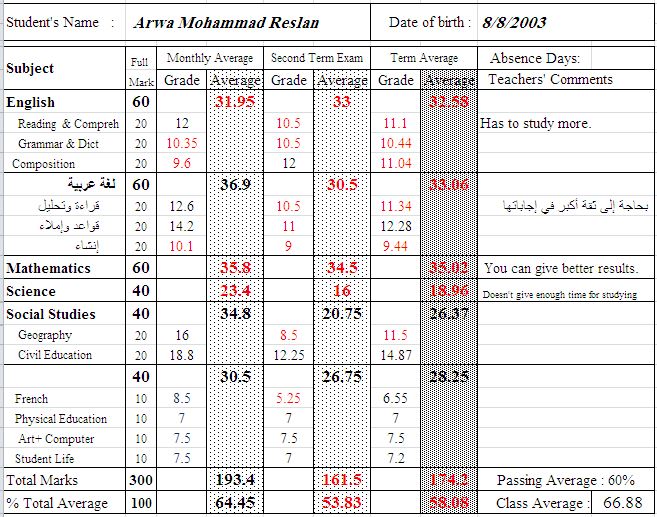 Student's Name : Arwa Mohammad Reslan Date of birth : 8/8/2003
Subject Full Mark Monthly Average Second Term Exam Term Average Absence Days:
Grade Average Grade Average Grade Average Teachers' Comments
English 60 31.95 33 32.58
Reading & Compreh 20 12 10.5 11.1 Has to study more.
Grammar & Dict 20 10.35 10.5 10.44
Composition 20 9.6 12 11.04
لغة عربية 60 36.9 30.5 33.06
قراءة وتحليل 20 12.6 10.5 11.34 بحاجة إلى ثقة أكبر في إجاباتها
قواعد وإملاء 20 14.2 11 12.28
إنشاء 20 10.1 9 9.44
Mathematics 60 35.8 34.5 35.02 You can give better results.
Science 40 23.4 16 18.96 Doesn't give enough time for studying
Social Studies 40 34.8 20.75 26.37
Geography 20 16 8.5 11.5
Civil Education 20 18.8 12.25 14.87
40 30.5 26.75 28.25
French 10 8.5 5.25 6.55
Physical Education 10 7 7 7
Art+ Computer 10 7.5 7.5 7.5
Student Life 10 7.5 7 7.2
Total Marks 300 193.4 161.5 174.2 Passing Average : 60%
% Total Average 100 64.45 53.83 58.08 Class Average : 66.88